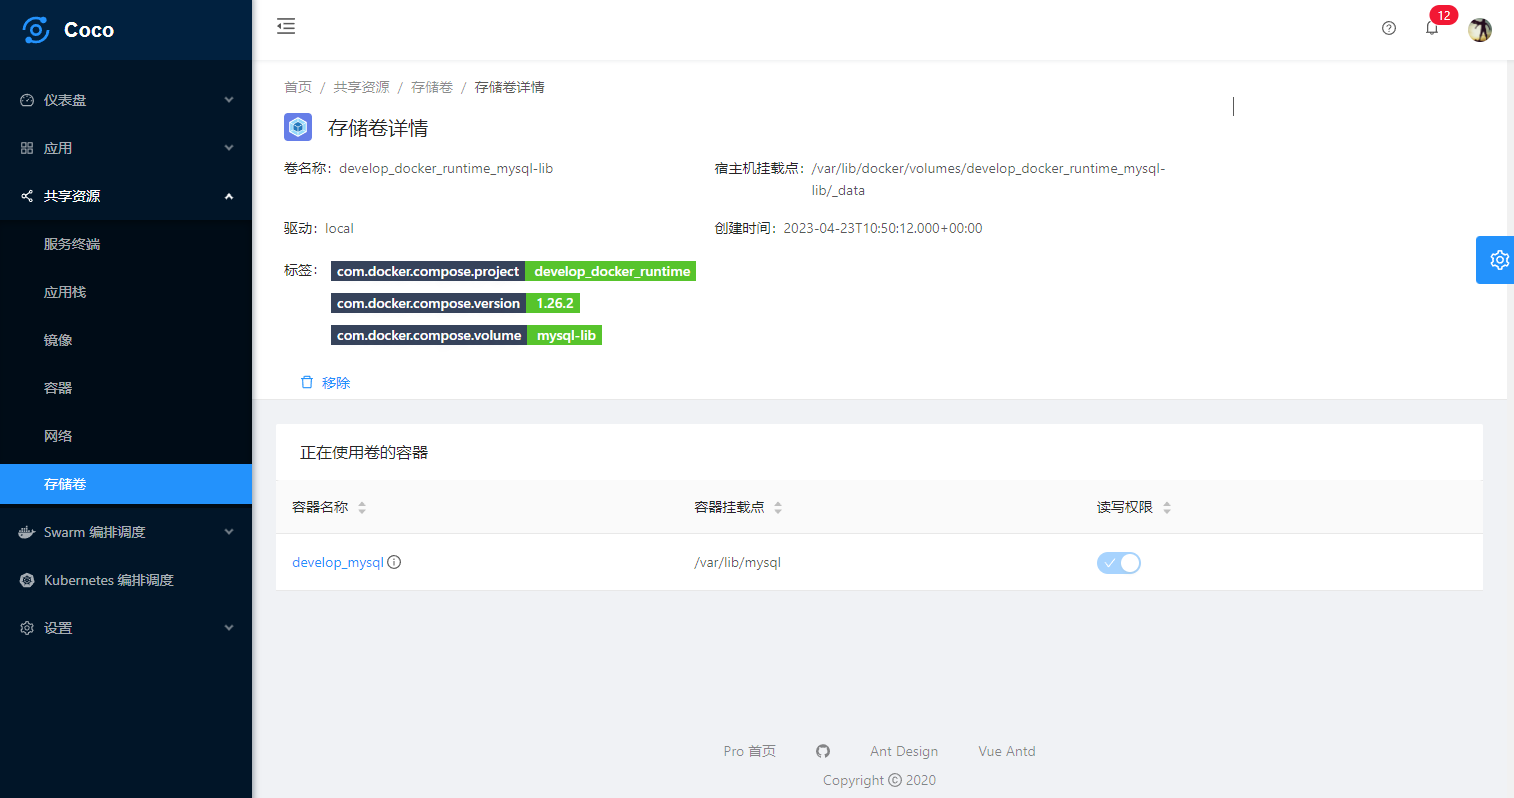 Coco
12
仪表盘
应用
共享资源
服务终端
应用栈
镜像
容器
网络
存储卷
Swarm 编排调度
Kubernetes 编排调度
设置
首页 / 共享资源 / 存储卷 / 存储卷详情
存储卷详情
卷名称: develop_docker_runtime_mysql-lib
宿主机挂载点: /var/lib/docker/volumes/develop_docker_runtime_mysql-
lib/_data
驱动: local
创建时间: 2023-04-23T10:50:12.000+00:00
标签:
com.docker.compose.project develop_docker_runtime
com.docker.compose.version 1.26.2
com.docker.compose.volume mysql-lib
移除
正在使用卷的容器
容器名称 容器挂载点 读写权限
develop_mysql /var/lib/mysql
Pro 首页 Ant Design Vue Antd
Copyright © 2020